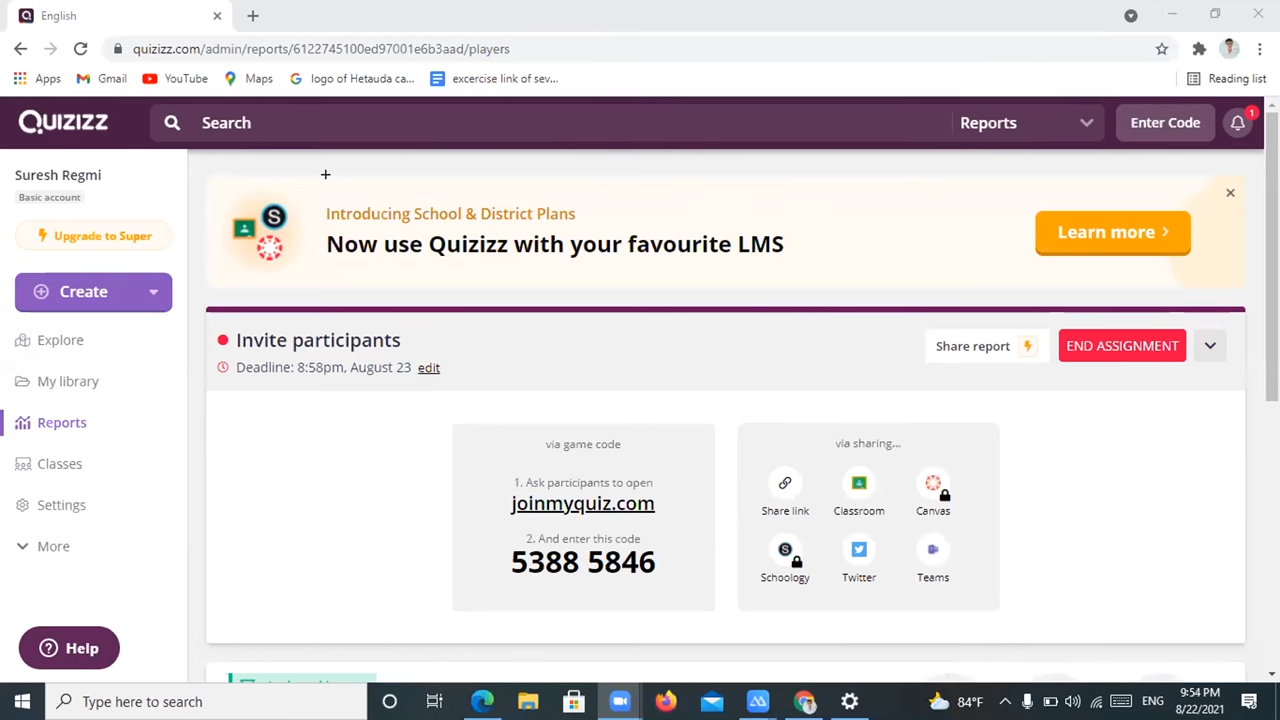 English
quizizz.com/admin/reports/6122745100ed97001e6b3aad/players
Apps Gmail YouTube Maps logo of Hetauda ca... excercise link of sev... Reading list
QUIZIZZ Search Reports Enter Code 1
Suresh Regmi
Basic account
Upgrade to Super
Create
Explore
My library
Reports
Classes
Settings
More
Help
Introducing School & District Plans
Now use Quizizz with your favourite LMS
Learn more
Invite participants
Deadline: 8:58pm, August 23 edit
Share report END ASSIGNMENT
via game code
1. Ask participants to open
joinmyquiz.com
2. And enter this code
5388 5846
via sharing...
Share link Classroom Canvas
S
Schoology Twitter Teams
Type here to search
84°F ENG
9:54 PM
8/22/2021